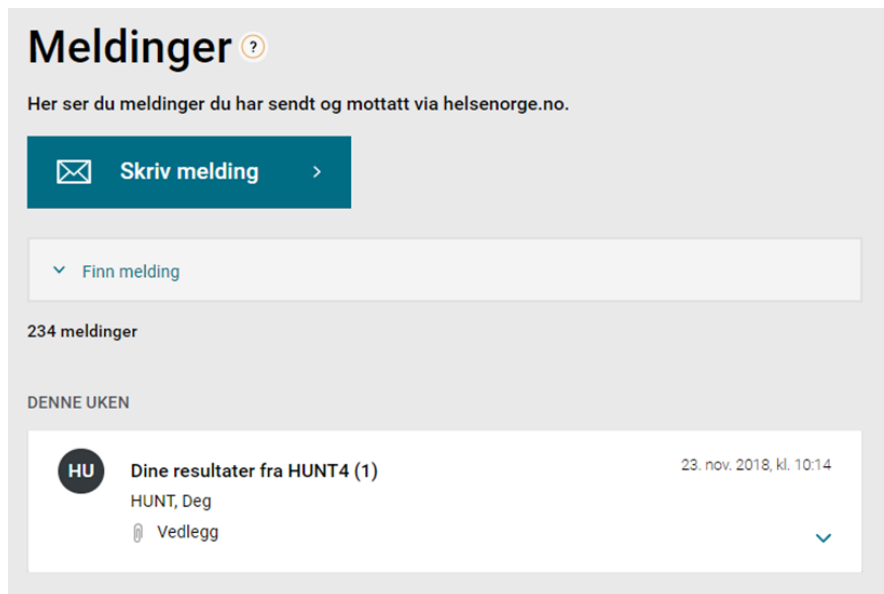 Meldinger ?
Her ser du meldinger du har sendt og mottatt via helsenorge.no.
Skriv melding
Finn melding
234 meldinger
DENNE UKEN
HU
Dine resultater fra HUNT4 (1)
23. nov. 2018, kl. 10:14
HUNT, Deg
Vedlegg